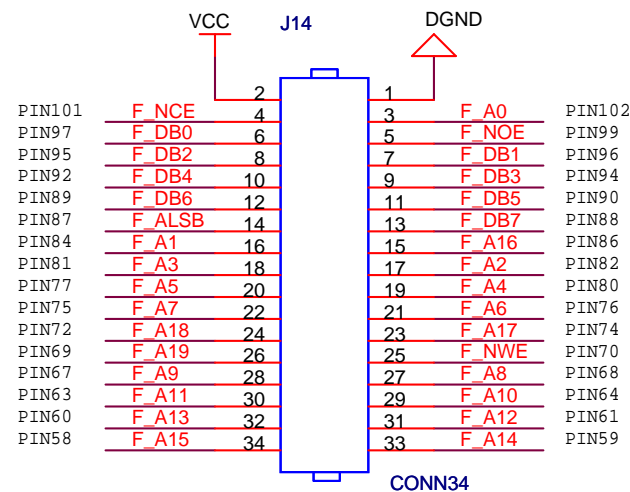 VCC J14 DGND
2 1
PIN101 F_NCE 4 3 F_A0 PIN102
PIN97 F_DB0 6 5 F_NOE PIN99
PIN95 F_DB2 8 7 F_DB1 PIN96
PIN92 F_DB4 10 9 F_DB3 PIN94
PIN89 F_DB6 12 11 F_DB5 PIN90
PIN87 F_ALSB 14 13 F_DB7 PIN88
PIN84 F_A1 16 15 F_A16 PIN86
PIN81 F_A3 18 17 F_A2 PIN82
PIN77 F_A5 20 19 F_A4 PIN80
PIN75 F_A7 22 21 F_A6 PIN76
PIN72 F_A18 24 23 F_A17 PIN74
PIN69 F_A19 26 25 F_NWE PIN70
PIN67 F_A9 28 27 F_A8 PIN68
PIN63 F_A11 30 29 F_A10 PIN64
PIN60 F_A13 32 31 F_A12 PIN61
PIN58 F_A15 34 33 F_A14 PIN59
CONN34